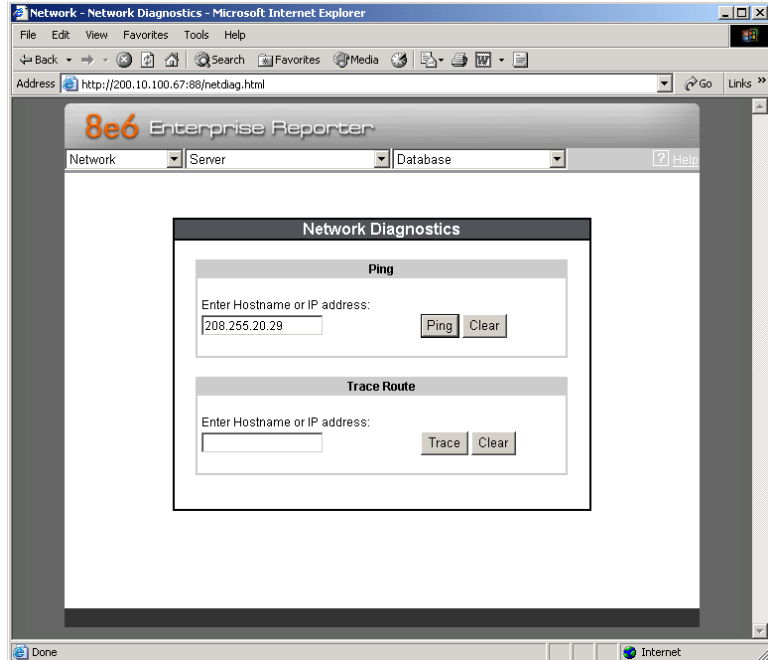 Network - Network Diagnostics - Microsoft Internet Explorer
File Edit View Favorites Tools Help
Back Search Favorites Media
Address http://200.10.100.67:88/netdiag.html Go Links »
8e6 Enterprise Reporter
Network Server Database ? Help
Network Diagnostics
Ping
Enter Hostname or IP address:
208.255.20.29 Ping Clear
Trace Route
Enter Hostname or IP address:
Trace Clear
Done Internet